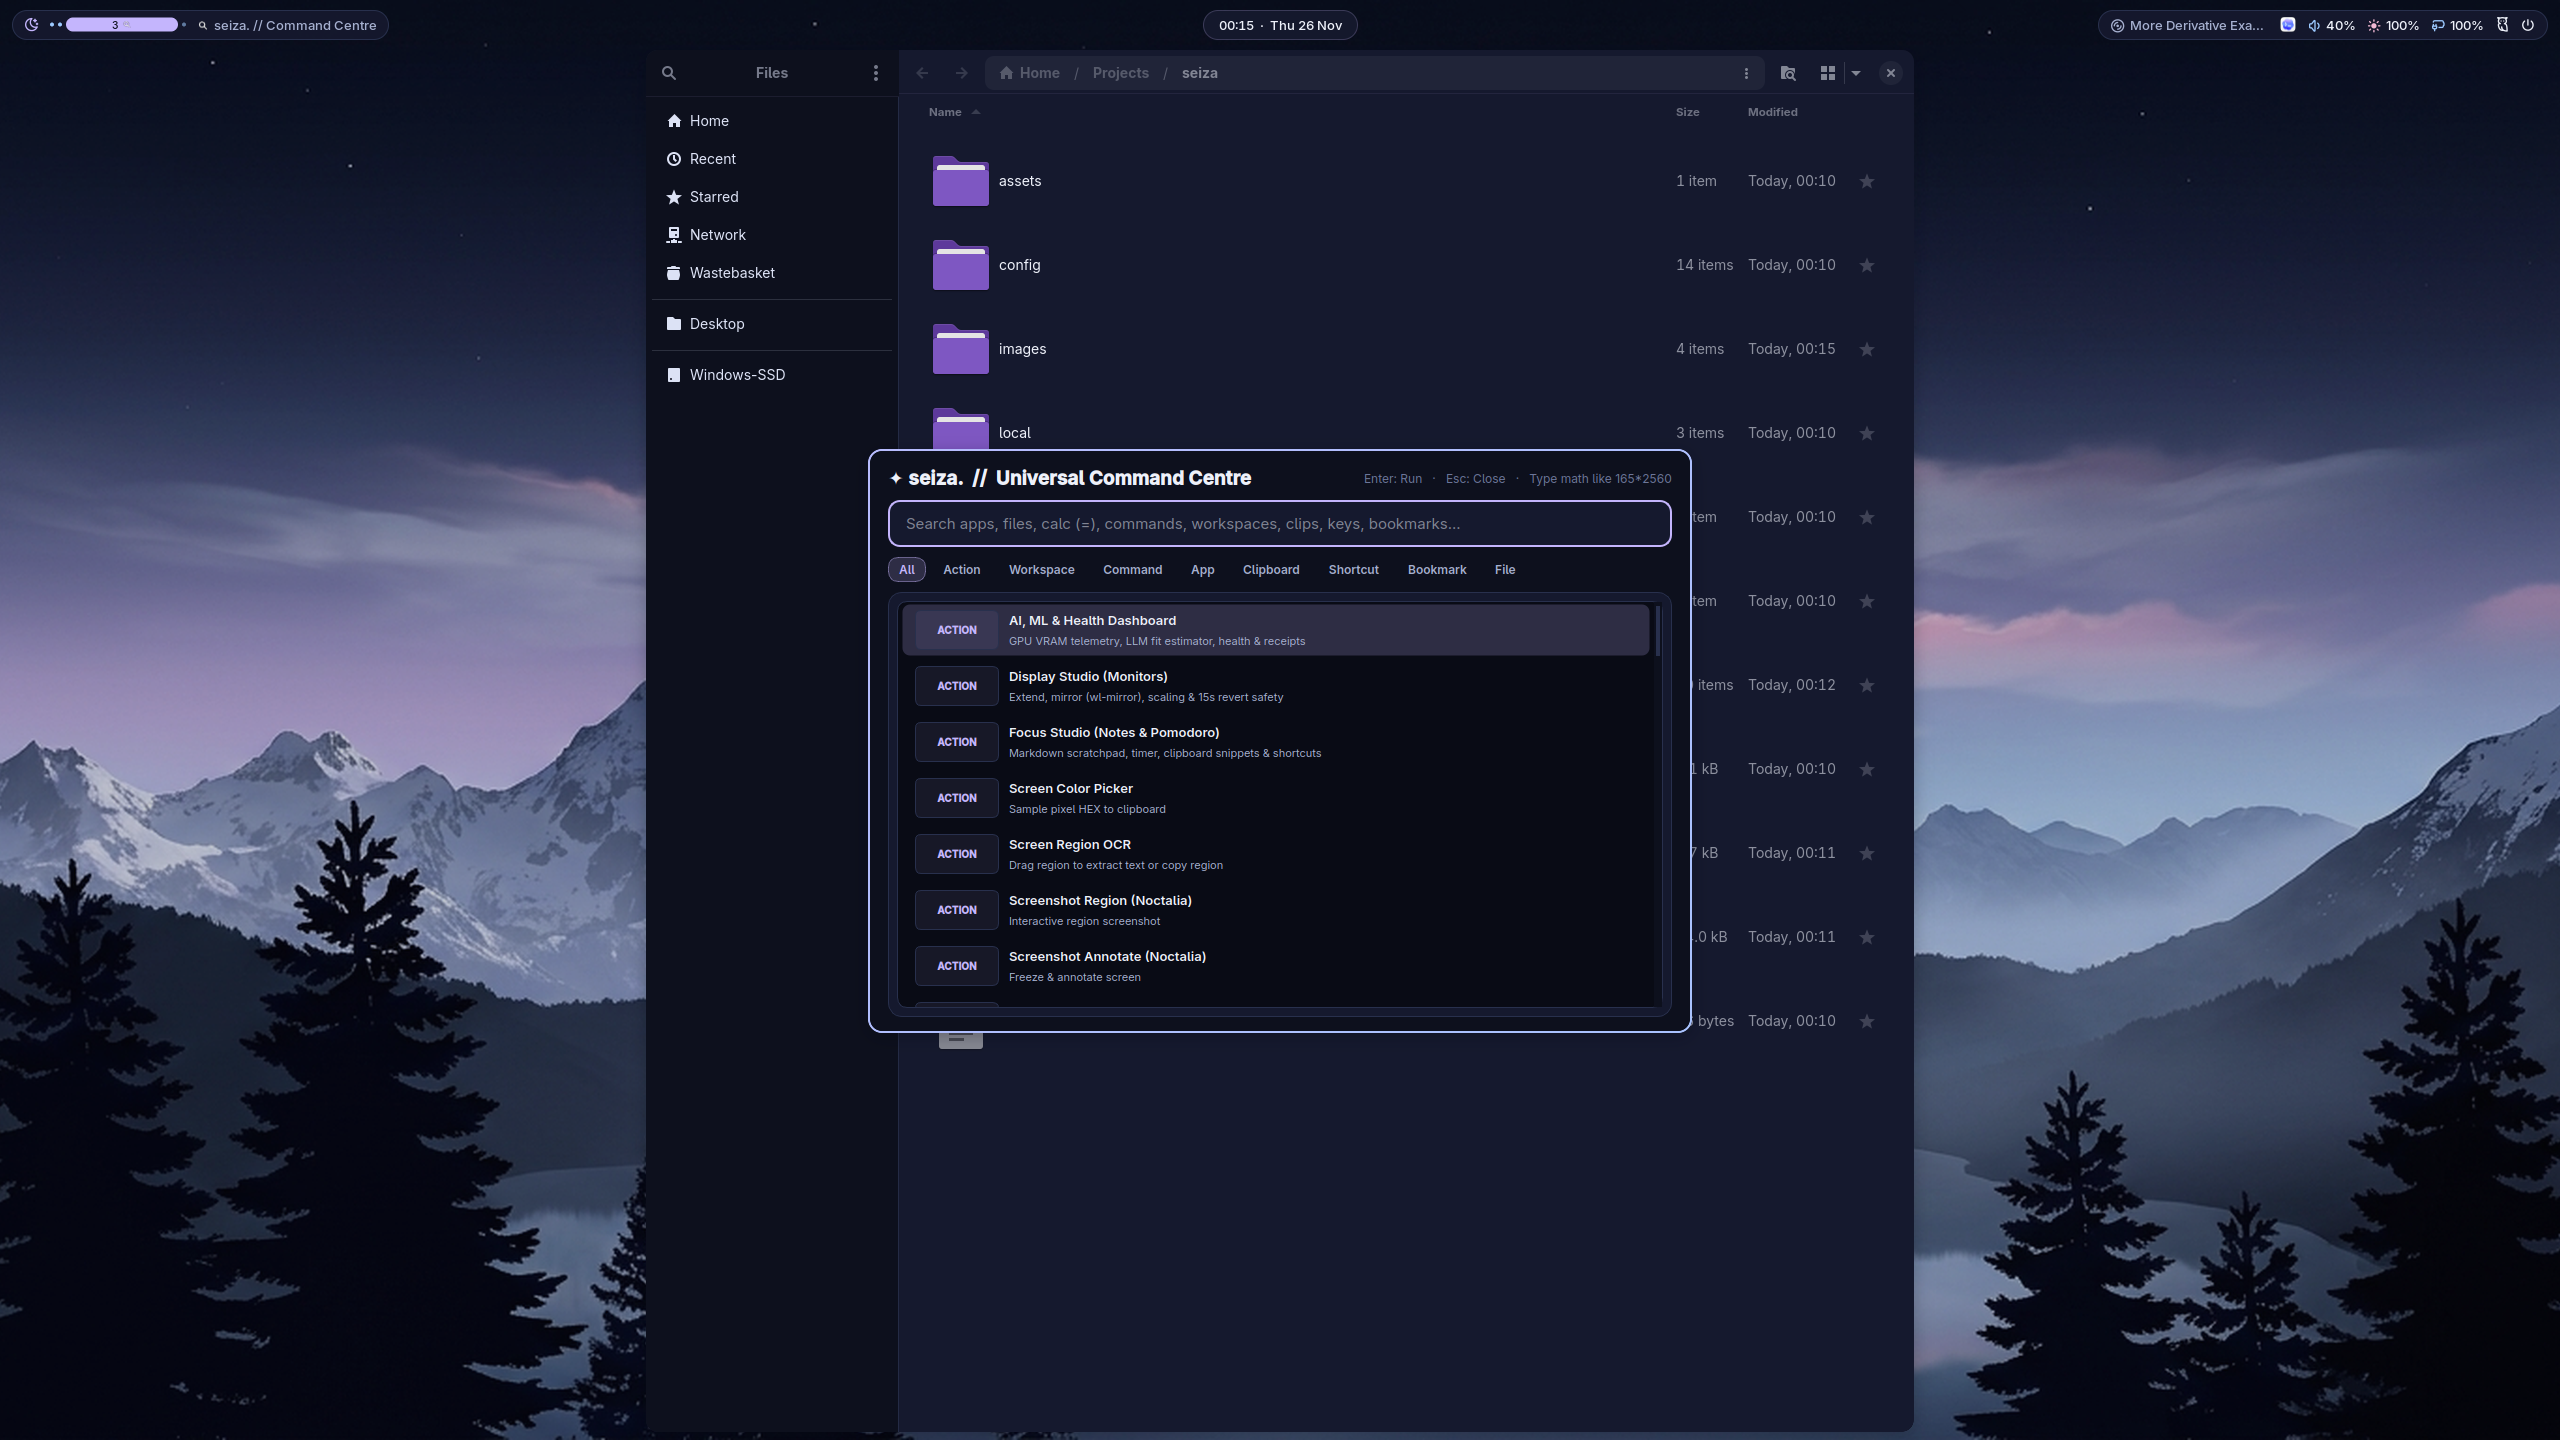 3
seiza. // Command Centre
00:15 · Thu 26 Nov
More Derivative Exa...
40%
100%
100%
Files
Home / Projects / seiza
Home
Recent
Starred
Network
Wastebasket
Desktop
Windows-SSD
Name
Size
Modified
assets
1 item
Today, 00:10
config
14 items
Today, 00:10
images
4 items
Today, 00:15
local
3 items
Today, 00:10
tem
Today, 00:10
tem
Today, 00:10
items
Today, 00:12
1 kB
Today, 00:10
7 kB
Today, 00:11
.0 kB
Today, 00:11
bytes
Today, 00:10
✦ seiza. // Universal Command Centre
Enter: Run · Esc: Close · Type math like 165*2560
Search apps, files, calc (=), commands, workspaces, clips, keys, bookmarks...
All
Action
Workspace
Command
App
Clipboard
Shortcut
Bookmark
File
ACTION
AI, ML & Health Dashboard
GPU VRAM telemetry, LLM fit estimator, health & receipts
ACTION
Display Studio (Monitors)
Extend, mirror (wl-mirror), scaling & 15s revert safety
ACTION
Focus Studio (Notes & Pomodoro)
Markdown scratchpad, timer, clipboard snippets & shortcuts
ACTION
Screen Color Picker
Sample pixel HEX to clipboard
ACTION
Screen Region OCR
Drag region to extract text or copy region
ACTION
Screenshot Region (Noctalia)
Interactive region screenshot
ACTION
Screenshot Annotate (Noctalia)
Freeze & annotate screen